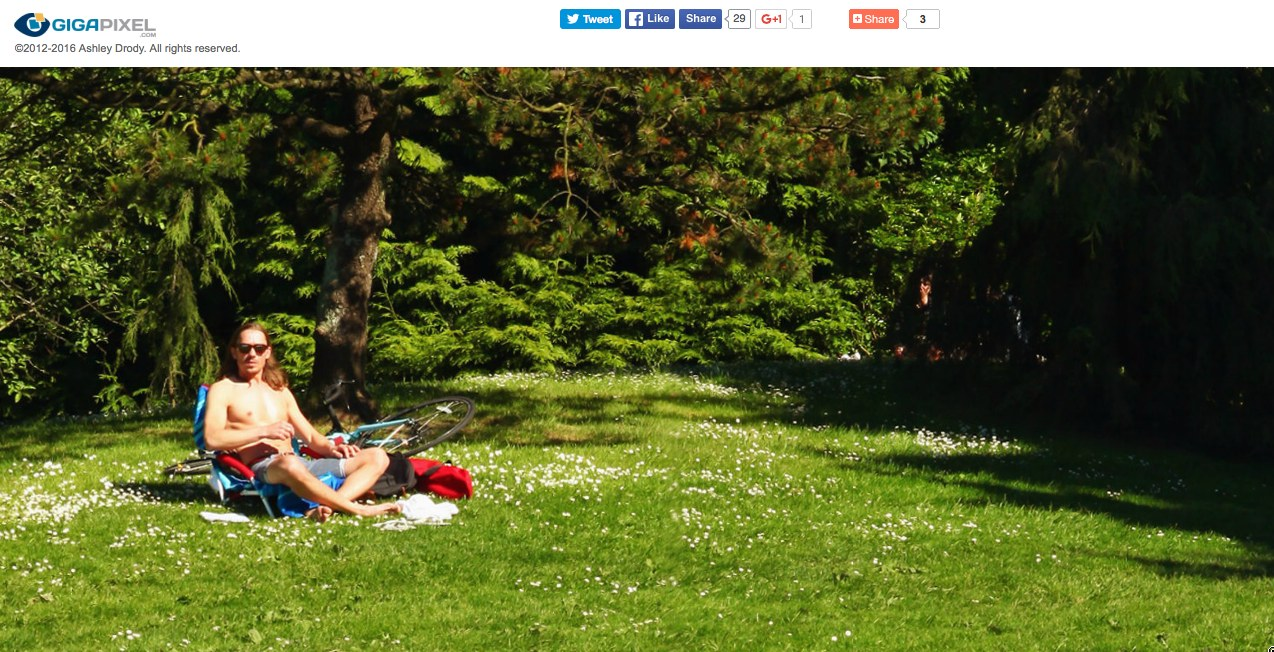 GIGAPIXEL
.COM
©2012-2016 Ashley Drody. All rights reserved.
Tweet
Like
Share
29
G+1
1
Share
3